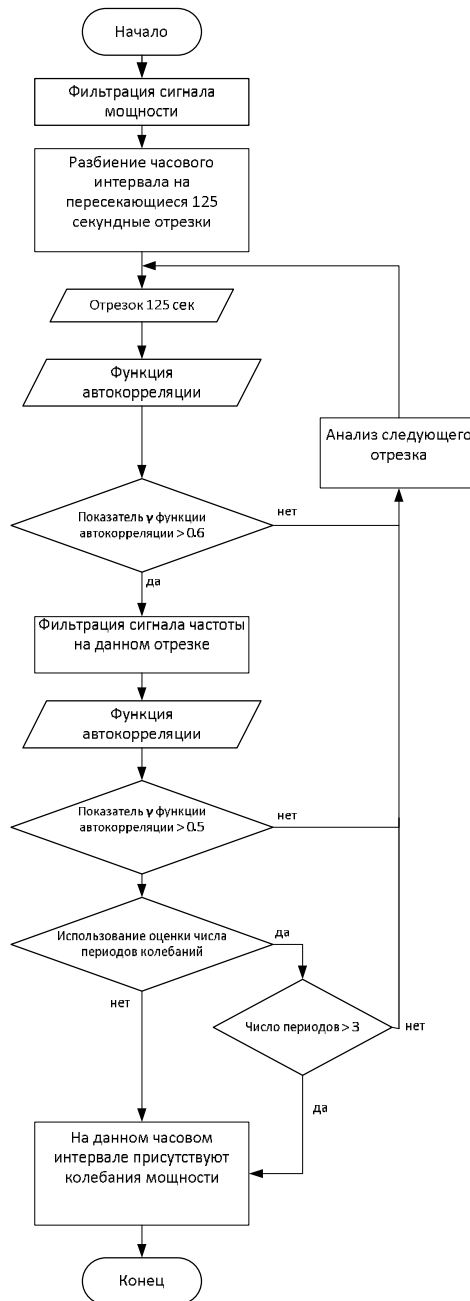 Начало
Фильтрация сигнала
мощности
Разбиение часового
интервала на
пересекающиеся 125
секундные отрезки
Отрезок 125 сек
Функция
автокорреляции
Анализ следующего
отрезка
Показатель γ функции
автокорреляции > 0.6
нет
да
Фильтрация сигнала частоты
на данном отрезке
Функция
автокорреляции
Показатель γ функции
автокорреляции > 0.5
нет
Использование оценки числа
периодов колебаний
да
нет
Число периодов > 3
нет
да
На данном часовом
интервале присутствуют
колебания мощности
Конец